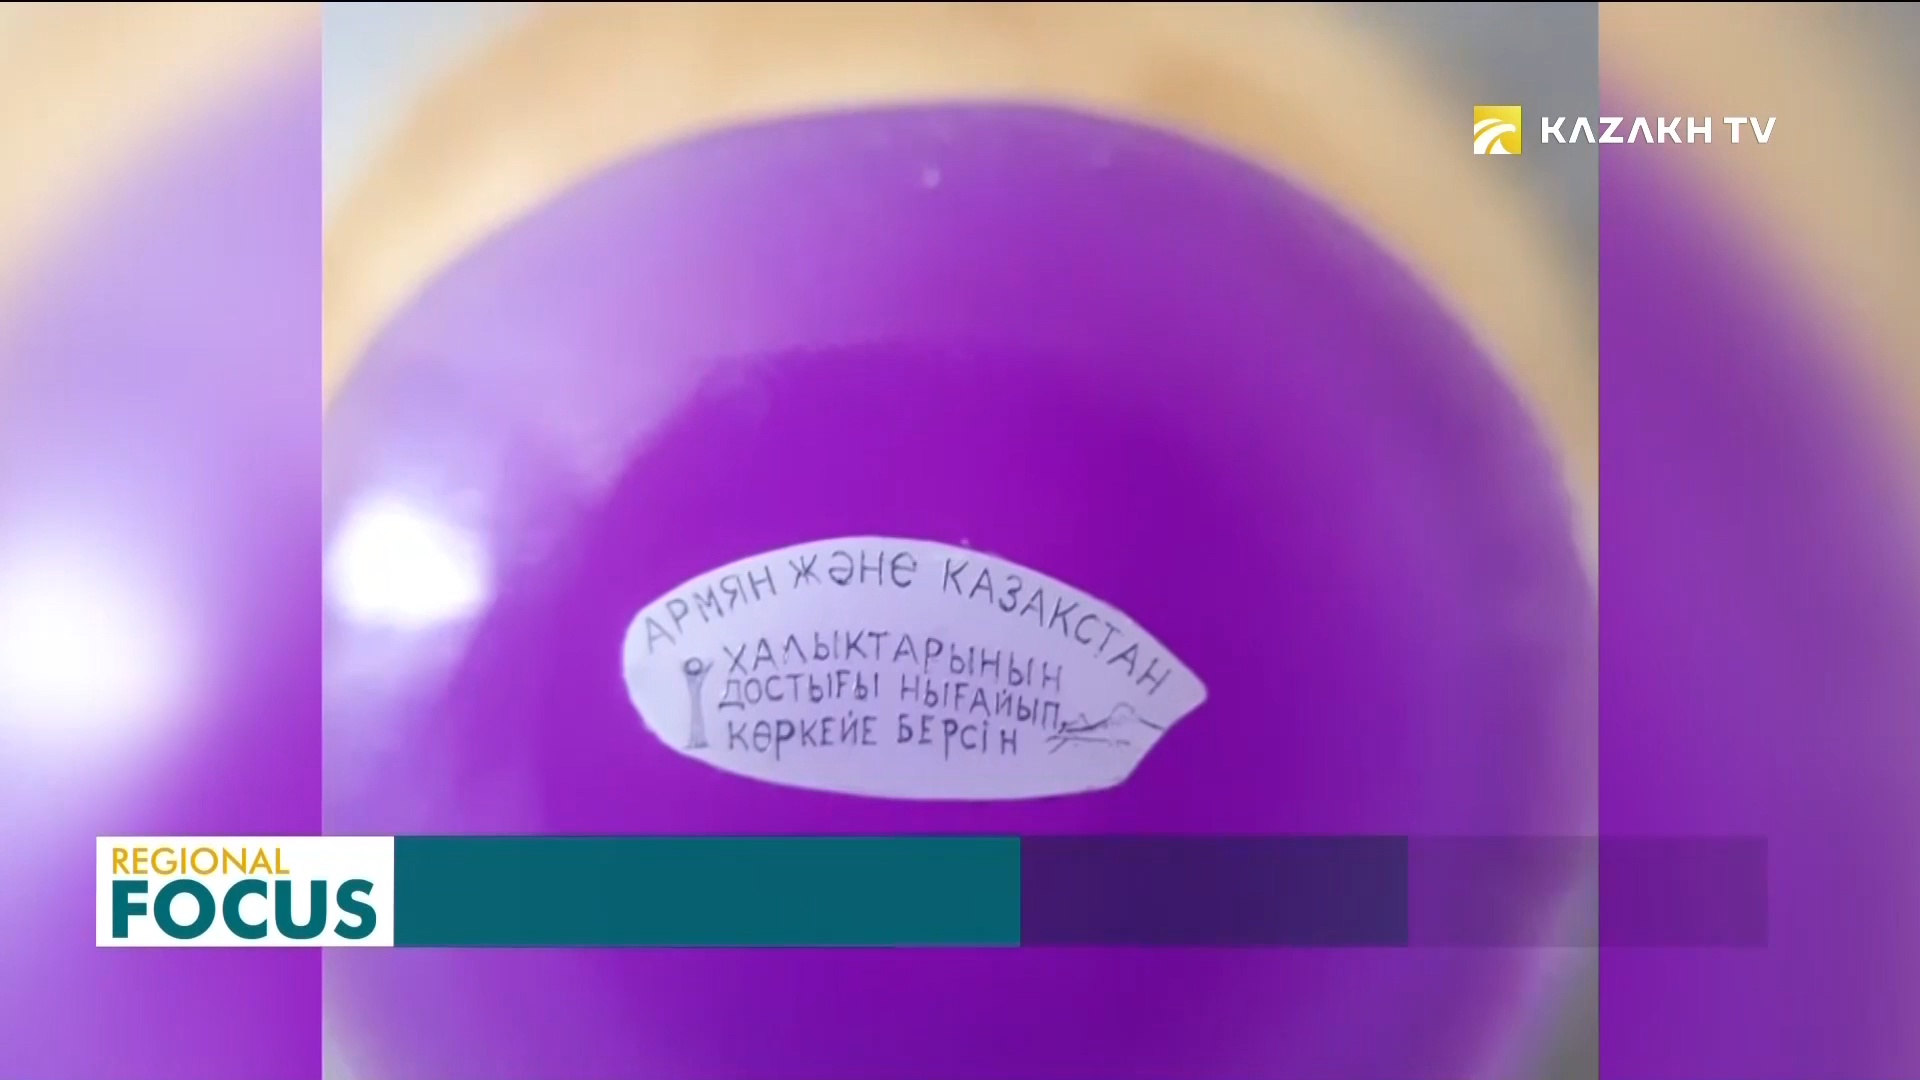 KAZAKH TV
АРМЯН ЖӘНЕ КАЗАКСТАН
ХАЛЫКТАРЫНЫН
ДОСТЫҒЫ НЫҒАЙЫП,
КӨРКЕЙЕ БЕРСІН
REGIONAL
FOCUS